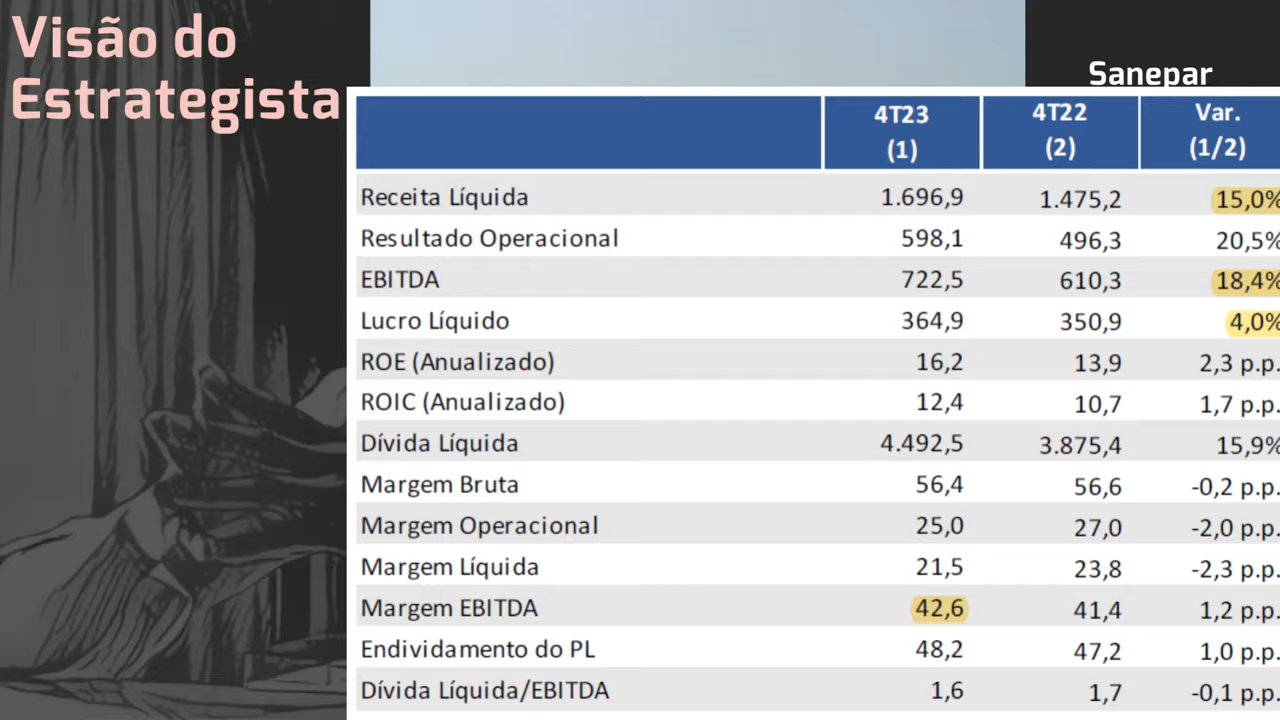 Visão do
Estrategista
Sanepar
4T23 4T22 Var.
(1) (2) (1/2)
Receita Líquida 1.696,9 1.475,2 15,0%
Resultado Operacional 598,1 496,3 20,5%
EBITDA 722,5 610,3 18,4%
Lucro Líquido 364,9 350,9 4,0%
ROE (Anualizado) 16,2 13,9 2,3 p.p.
ROIC (Anualizado) 12,4 10,7 1,7 p.p.
Dívida Líquida 4.492,5 3.875,4 15,9%
Margem Bruta 56,4 56,6 -0,2 p.p.
Margem Operacional 25,0 27,0 -2,0 p.p.
Margem Líquida 21,5 23,8 -2,3 p.p.
Margem EBITDA 42,6 41,4 1,2 p.p.
Endividamento do PL 48,2 47,2 1,0 p.p.
Dívida Líquida/EBITDA 1,6 1,7 -0,1 p.p.